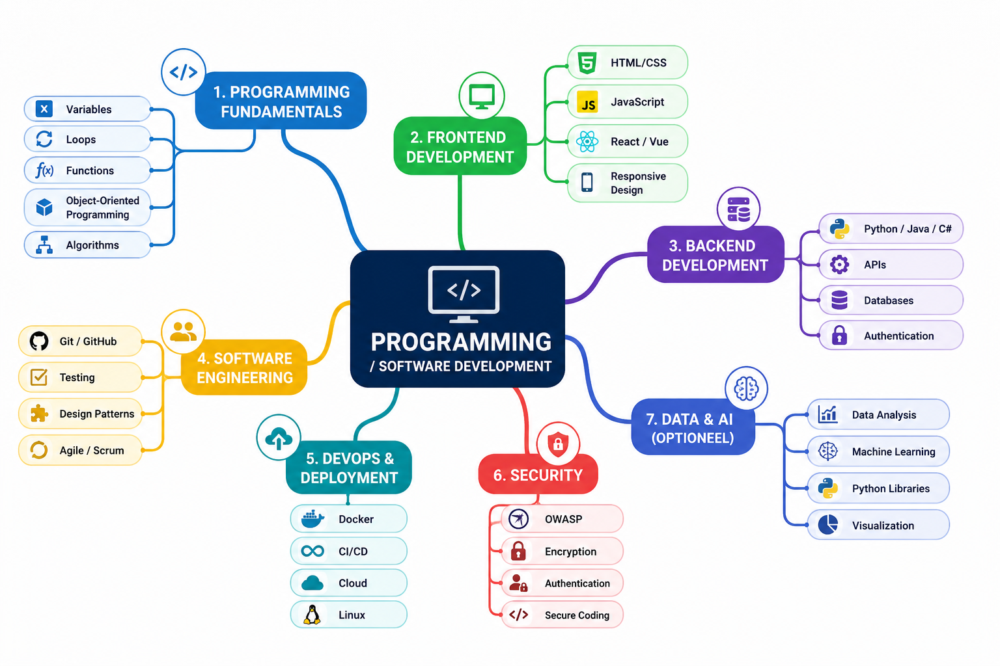 </>
1. PROGRAMMING
FUNDAMENTALS
x
Variables
Loops
f(x)
Functions
Object-Oriented
Programming
Algorithms
2. FRONTEND
DEVELOPMENT
5
HTML/CSS
JS
JavaScript
React / Vue
Responsive
Design
3. BACKEND
DEVELOPMENT
Python / Java / C#
APIs
Databases
Authentication
</>
PROGRAMMING
/ SOFTWARE DEVELOPMENT
4. SOFTWARE
ENGINEERING
Git / GitHub
Testing
Design Patterns
Agile / Scrum
5. DEVOPS &
DEPLOYMENT
Docker
CI/CD
Cloud
Linux
6. SECURITY
OWASP
Encryption
Authentication
</>
Secure Coding
7. DATA & AI
(OPTIONEEL)
Data Analysis
Machine Learning
Python Libraries
Visualization